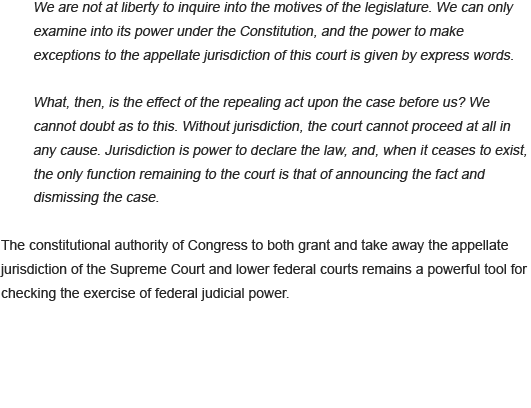 We are not at liberty to inquire into the motives of the legislature. We can only
examine into its power under the Constitution, and the power to make
exceptions to the appellate jurisdiction of this court is given by express words.
What, then, is the effect of the repealing act upon the case before us? We
cannot doubt as to this. Without jurisdiction, the court cannot proceed at all in
any cause. Jurisdiction is power to declare the law, and, when it ceases to exist,
the only function remaining to the court is that of announcing the fact and
dismissing the case.
The constitutional authority of Congress to both grant and take away the appellate
jurisdiction of the Supreme Court and lower federal courts remains a powerful tool for
checking the exercise of federal judicial power.